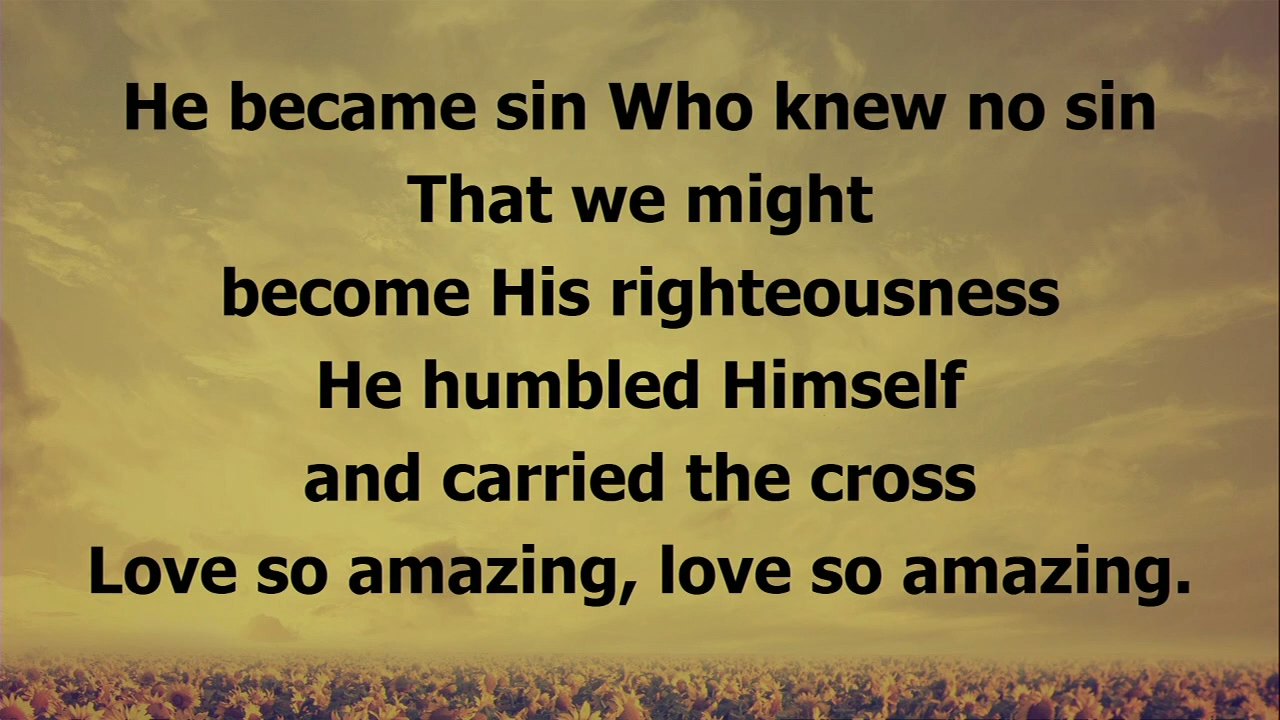 He became sin Who knew no sin
That we might
become His righteousness
He humbled Himself
and carried the cross
Love so amazing, love so amazing.